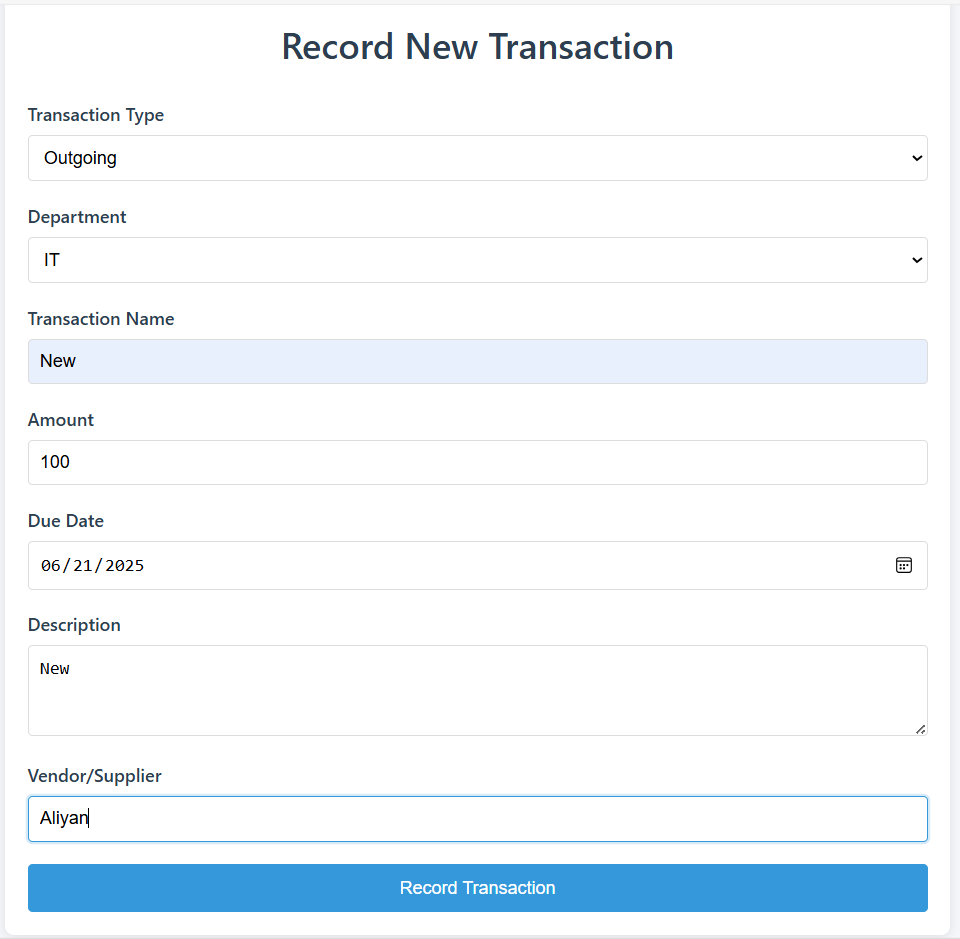 Record New Transaction
Transaction Type
Outgoing
Department
IT
Transaction Name
New
Amount
100
Due Date
06/21/2025
Description
New
Vendor/Supplier
Aliyan
Record Transaction